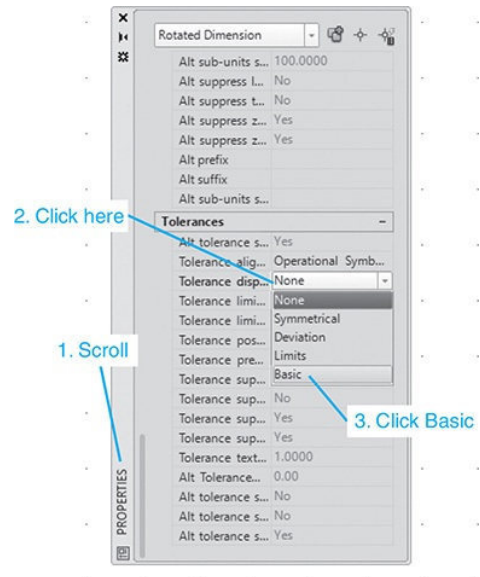 Rotated Dimension
Alt sub-units s... 100.0000
Alt suppress l... No
Alt suppress t... No
Alt suppress z... Yes
Alt suppress z... Yes
Alt prefix
Alt suffix
Alt sub-units s...
2. Click here
Tolerances
Alt tolerance s... Yes
Tolerance alig... Operational Symb...
Tolerance disp... None
Tolerance limi... None
Tolerance limi... Symmetrical
Tolerance pos... Deviation
1. Scroll
Tolerance pre... Limits
Tolerance sup... Basic
Tolerance sup... No
Tolerance sup... Yes
3. Click Basic
Tolerance sup... Yes
Tolerance text... 1.0000
Alt Tolerance... 0.00
Alt tolerance s... No
Alt tolerance s... No
Alt tolerance s... Yes
PROPERTIES